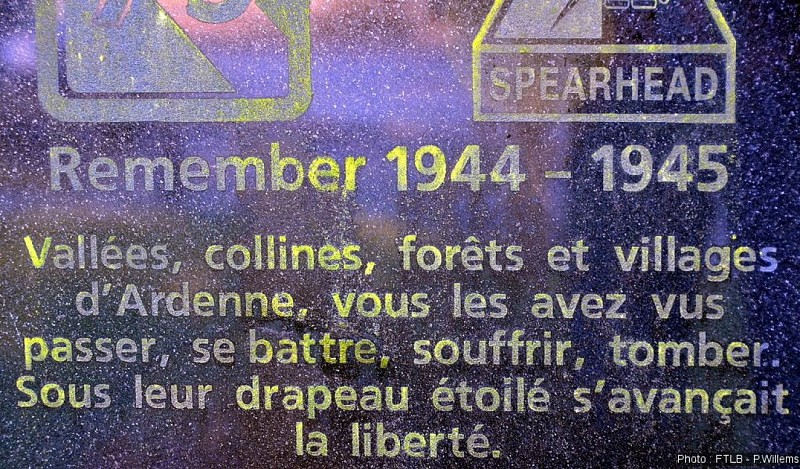 SPEARHEAD
Remember 1944 - 1945
Vallées, collines, forêts et villages
d'Ardenne, vous les avez vus
passer, se battre, souffrir, tomber.
Sous leur drapeau étoilé s'avançait
la liberté.
Photo : FTLB - P.Willems